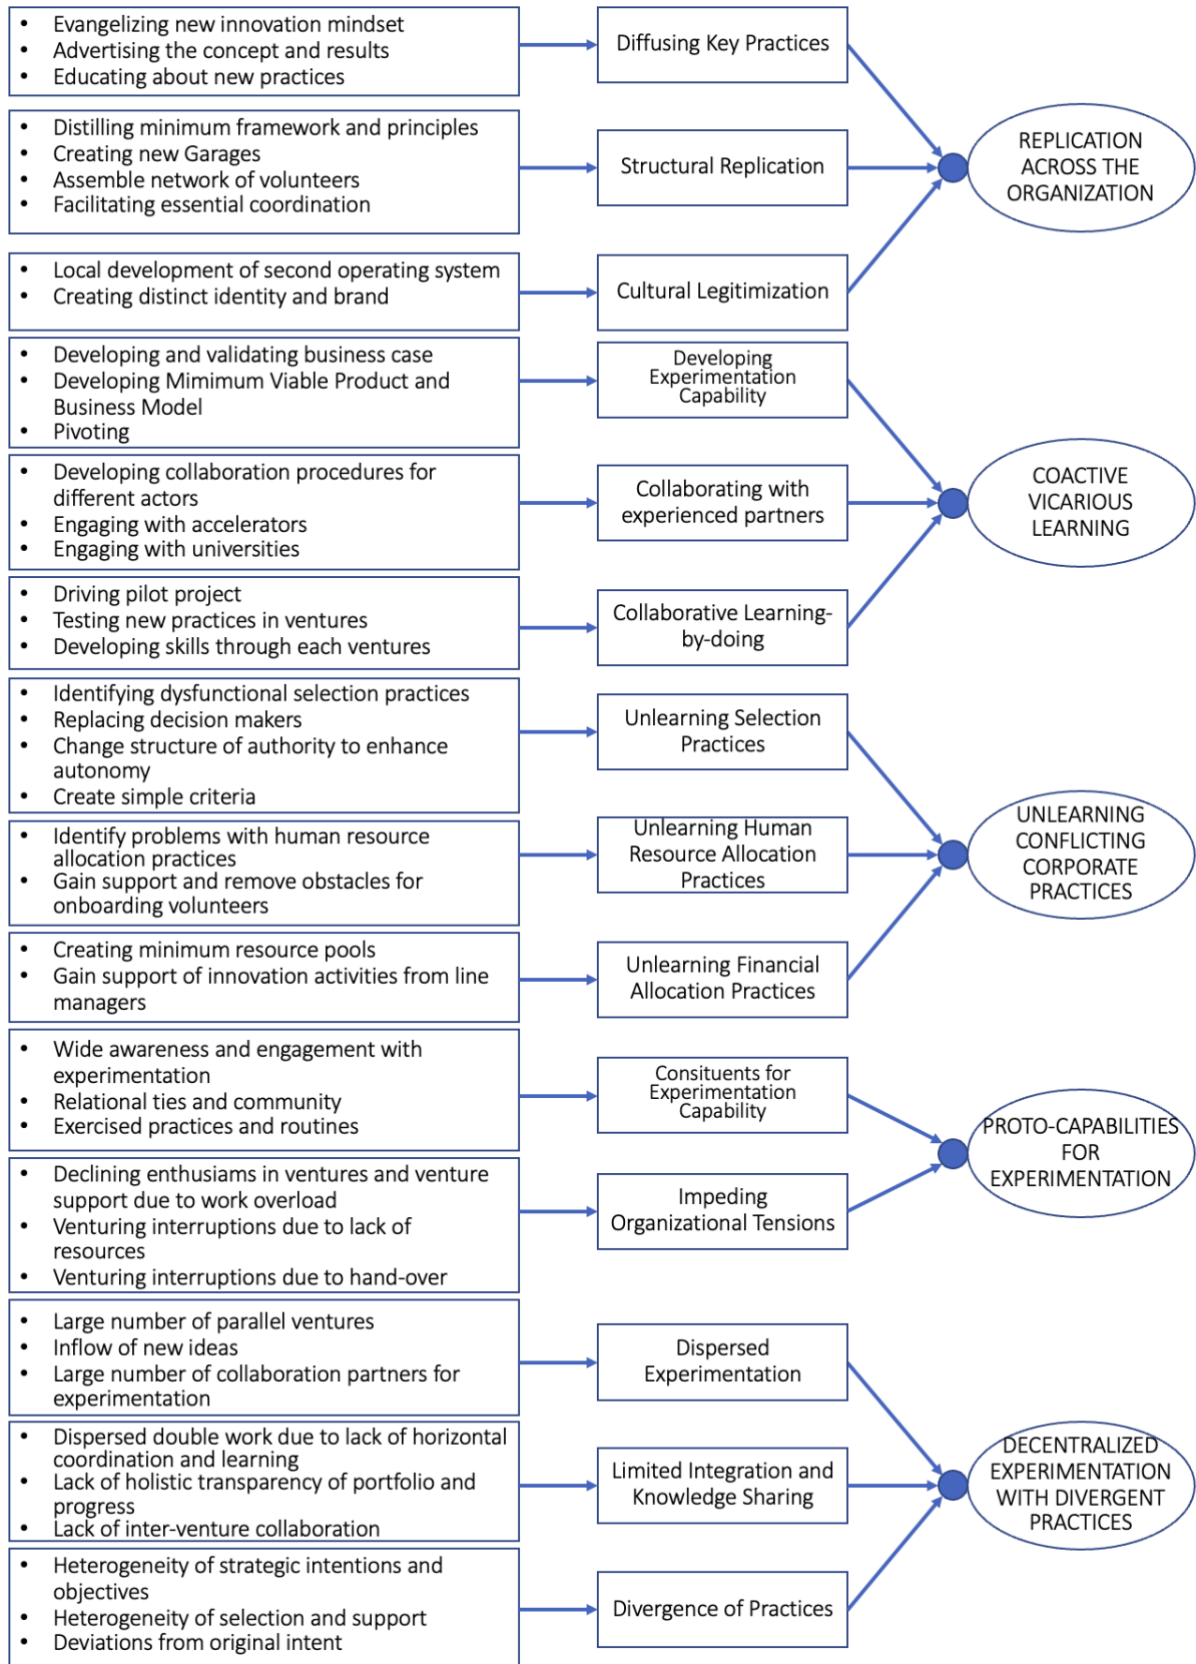 • Evangelizing new innovation mindset
• Advertising the concept and results
• Educating about new practices
Diffusing Key Practices
• Distilling minimum framework and principles
• Creating new Garages
• Assemble network of volunteers
• Facilitating essential coordination
Structural Replication
• Local development of second operating system
• Creating distinct identity and brand
Cultural Legitimization
REPLICATION
ACROSS THE
ORGANIZATION
• Developing and validating business case
• Developing Mimimum Viable Product and
Business Model
• Pivoting
Developing
Experimentation
Capability
• Developing collaboration procedures for
different actors
• Engaging with accelerators
• Engaging with universities
Collaborating with
experienced partners
• Driving pilot project
• Testing new practices in ventures
• Developing skills through each ventures
Collaborative Learning-
by-doing
COACTIVE
VICARIOUS
LEARNING
• Identifying dysfunctional selection practices
• Replacing decision makers
• Change structure of authority to enhance
autonomy
• Create simple criteria
Unlearning Selection
Practices
• Identify problems with human resource
allocation practices
• Gain support and remove obstacles for
onboarding volunteers
Unlearning Human
Resource Allocation
Practices
• Creating minimum resource pools
• Gain support of innovation activities from line
managers
Unlearning Financial
Allocation Practices
UNLEARNING
CONFLICTING
CORPORATE
PRACTICES
• Wide awareness and engagement with
experimentation
• Relational ties and community
• Exercised practices and routines
Consituents for
Experimentation
Capability
• Declining enthusiams in ventures and venture
support due to work overload
• Venturing interruptions due to lack of
resources
• Venturing interruptions due to hand-over
Impeding
Organizational Tensions
PROTO-CAPABILITIES
FOR
EXPERIMENTATION
• Large number of parallel ventures
• Inflow of new ideas
• Large number of collaboration partners for
experimentation
Dispersed
Experimentation
• Dispersed double work due to lack of horizontal
coordination and learning
• Lack of holistic transparency of portfolio and
progress
• Lack of inter-venture collaboration
Limited Integration and
Knowledge Sharing
• Heterogeneity of strategic intentions and
objectives
• Heterogeneity of selection and support
• Deviations from original intent
Divergence of Practices
DECENTRALIZED
EXPERIMENTATION
WITH DIVERGENT
PRACTICES